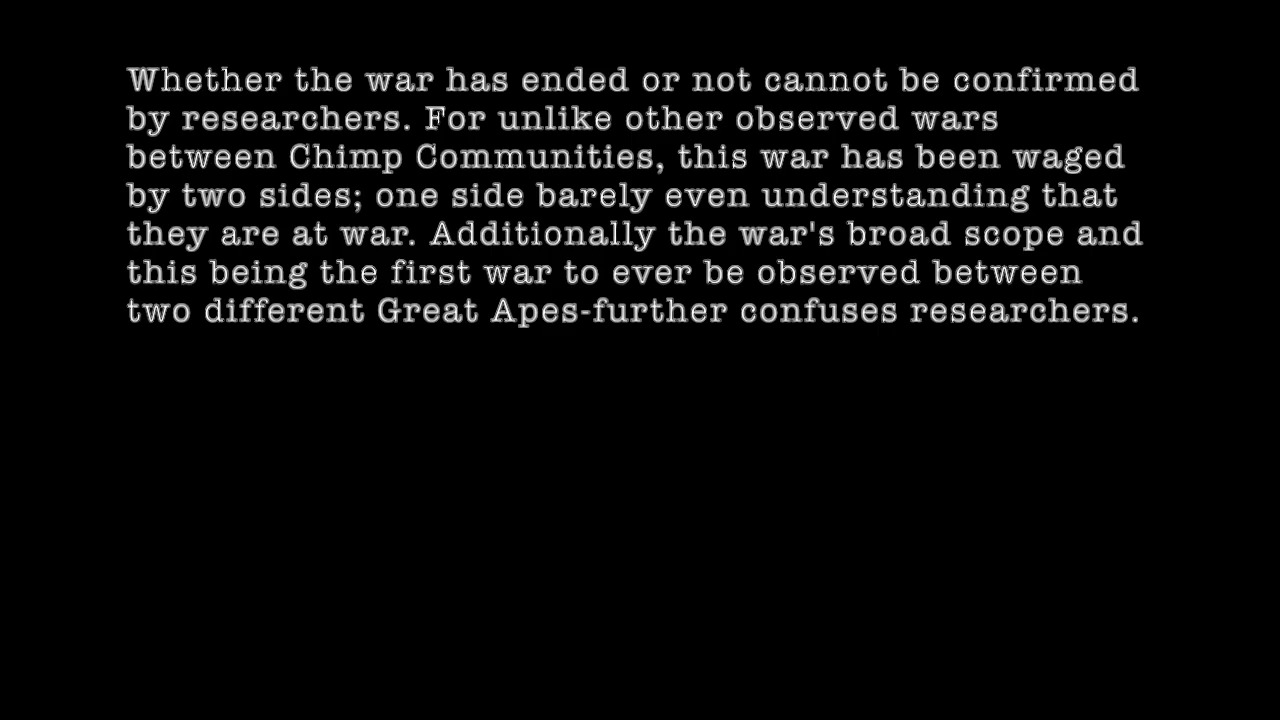 Whether the war has ended or not cannot be confirmed
by researchers. For unlike other observed wars
between Chimp Communities, this war has been waged
by two sides; one side barely even understanding that
they are at war. Additionally the war's broad scope and
this being the first war to ever be observed between
two different Great Apes-further confuses researchers.